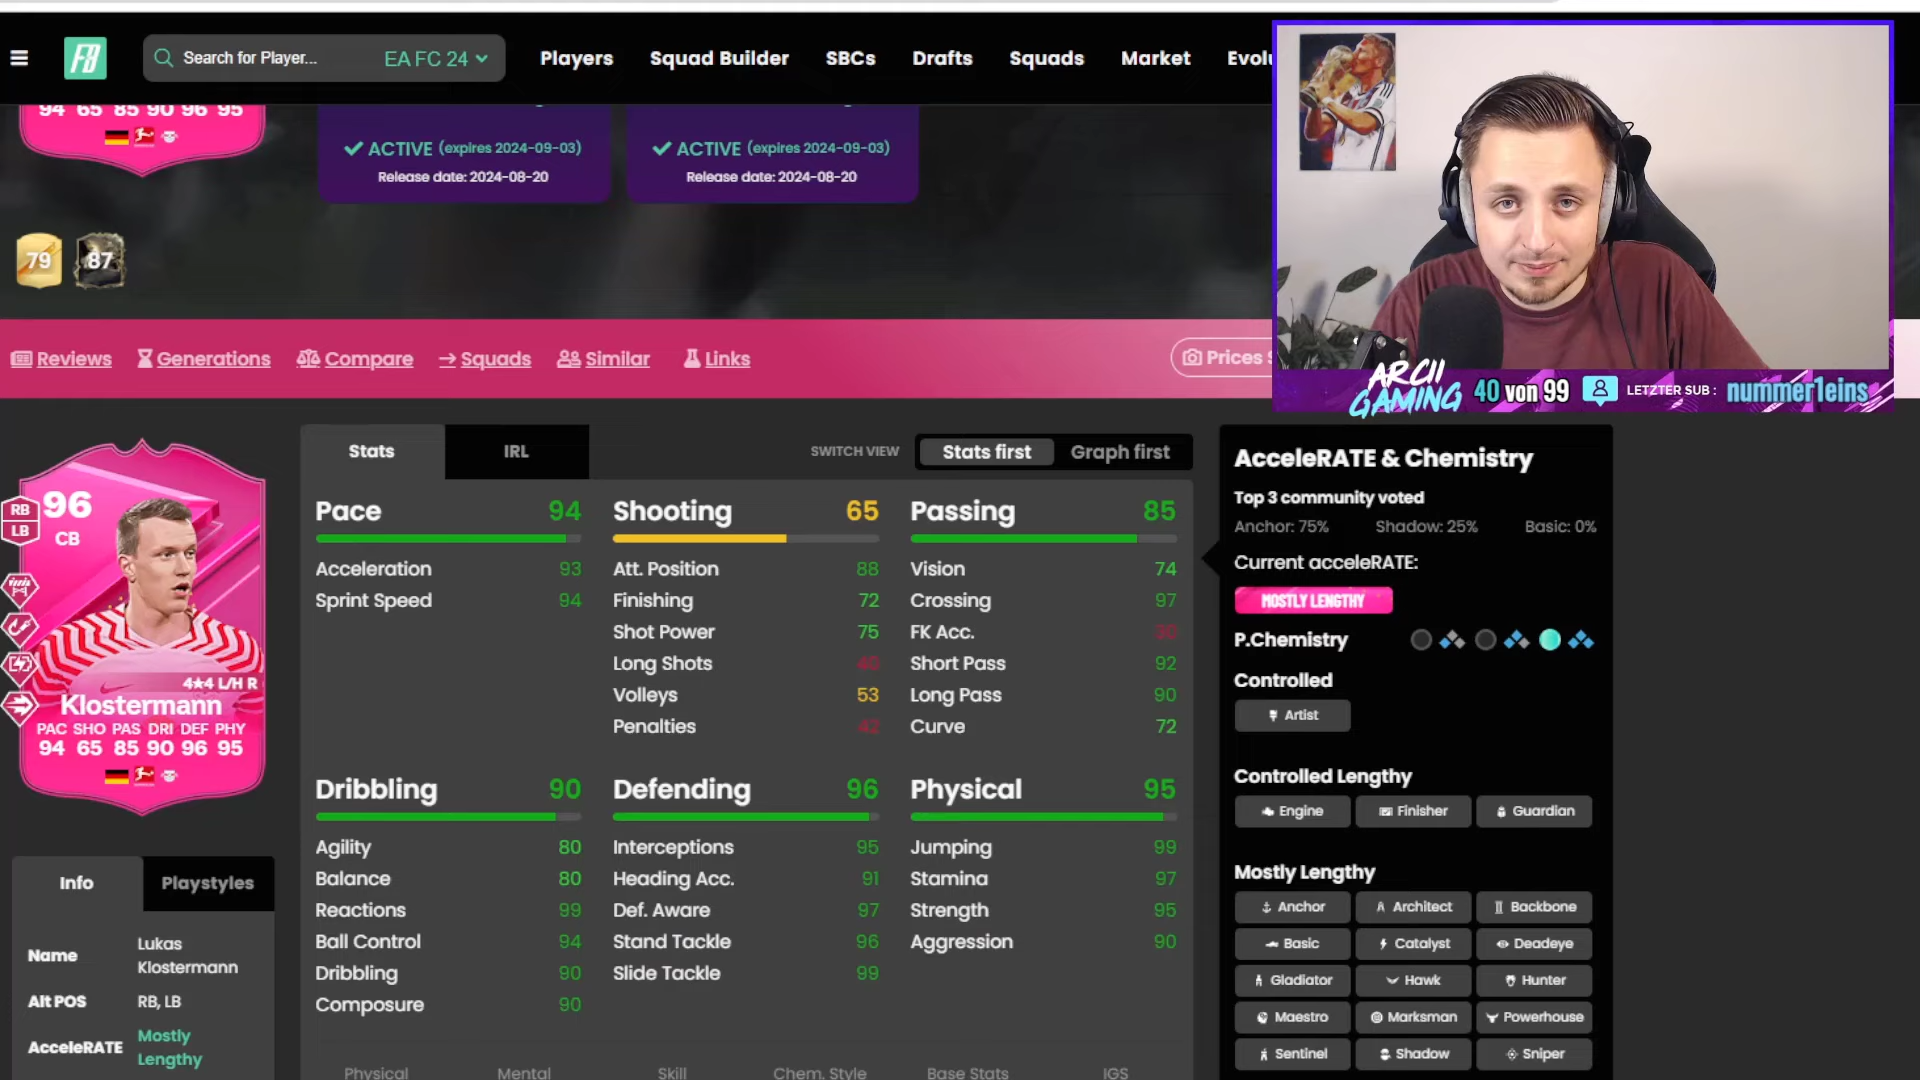 FB
Search for Player...
EA FC 24
Players
Squad Builder
SBCs
Drafts
Squads
Market
94 65 85 90 96 95
ACTIVE (expires 2024-09-03)
Release date: 2024-08-20
ACTIVE (expires 2024-09-03)
Release date: 2024-08-20
79
87
Reviews
Generations
Compare
Squads
Similar
Links
Prices
ARCII
GAMING
40 von 99
LETZTER SUB :
nummer1eins
Stats
IRL
SWITCH VIEW
Stats first
Graph first
96
CB
RB
LB
4★4 L/H R
Klostermann
PAC SHO PAS DRI DEF PHY
94 65 85 90 96 95
Info
Playstyles
Name
Lukas
Klostermann
Alt POS
RB, LB
AcceleRATE
Mostly
Lengthy
Pace 94
Acceleration 93
Sprint Speed 94
Shooting 65
Att. Position 88
Finishing 72
Shot Power 75
Long Shots 40
Volleys 53
Penalties 42
Passing 85
Vision 74
Crossing 97
FK Acc. 30
Short Pass 92
Long Pass 90
Curve 72
Dribbling 90
Agility 80
Balance 80
Reactions 99
Ball Control 94
Dribbling 90
Composure 90
Defending 96
Interceptions 95
Heading Acc. 91
Def. Aware 97
Stand Tackle 96
Slide Tackle 99
Physical 95
Jumping 99
Stamina 97
Strength 95
Aggression 90
Physical
Mental
Skill
Chem. Style
Base Stats
IGS
AcceleRATE & Chemistry
Top 3 community voted
Anchor: 75%
Shadow: 25%
Basic: 0%
Current acceleRATE:
MOSTLY LENGTHY
P.Chemistry
Controlled
Artist
Controlled Lengthy
Engine
Finisher
Guardian
Mostly Lengthy
Anchor
Architect
Backbone
Basic
Catalyst
Deadeye
Gladiator
Hawk
Hunter
Maestro
Marksman
Powerhouse
Sentinel
Shadow
Sniper